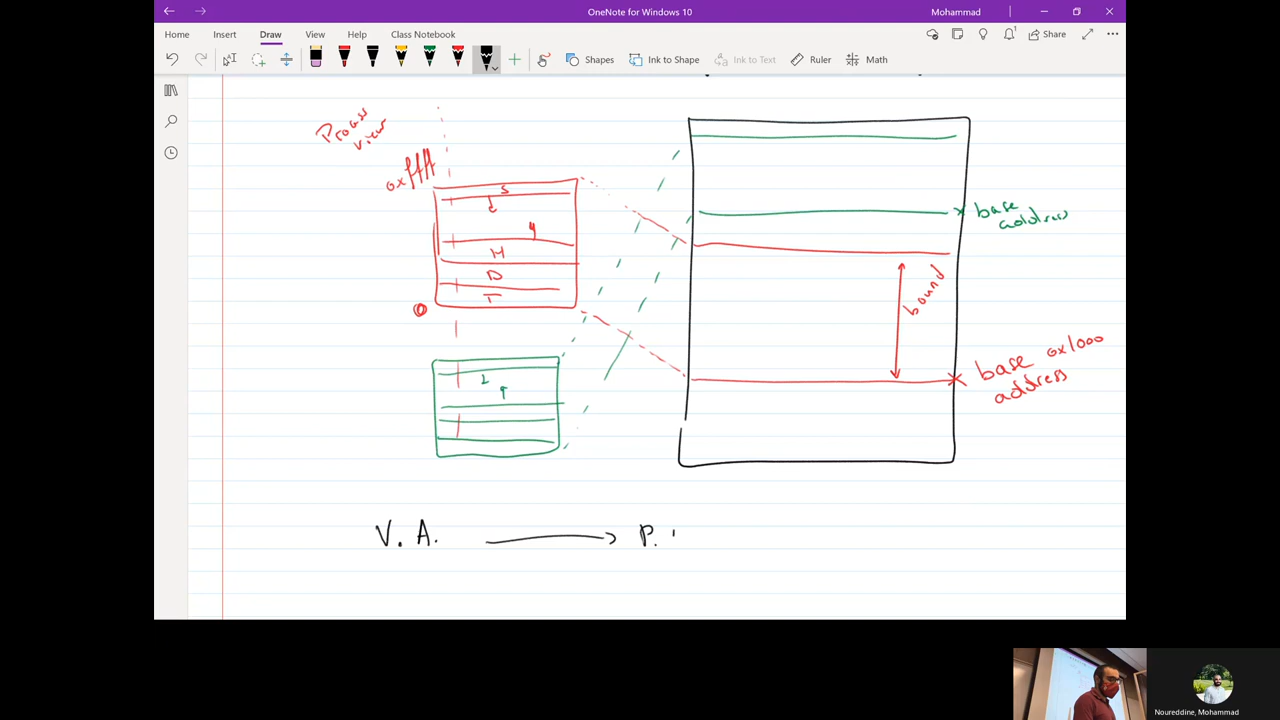 OneNote for Windows 10
Mohammad
Home
Insert
Draw
View
Help
Class Notebook
Share
Shapes
Ink to Shape
Ink to Text
Ruler
Math
Process
view
0xffff
S
H
D
T
0
base
address
bound
base 0x1000
address
V. A. → P.
Noureddine, Mohammad